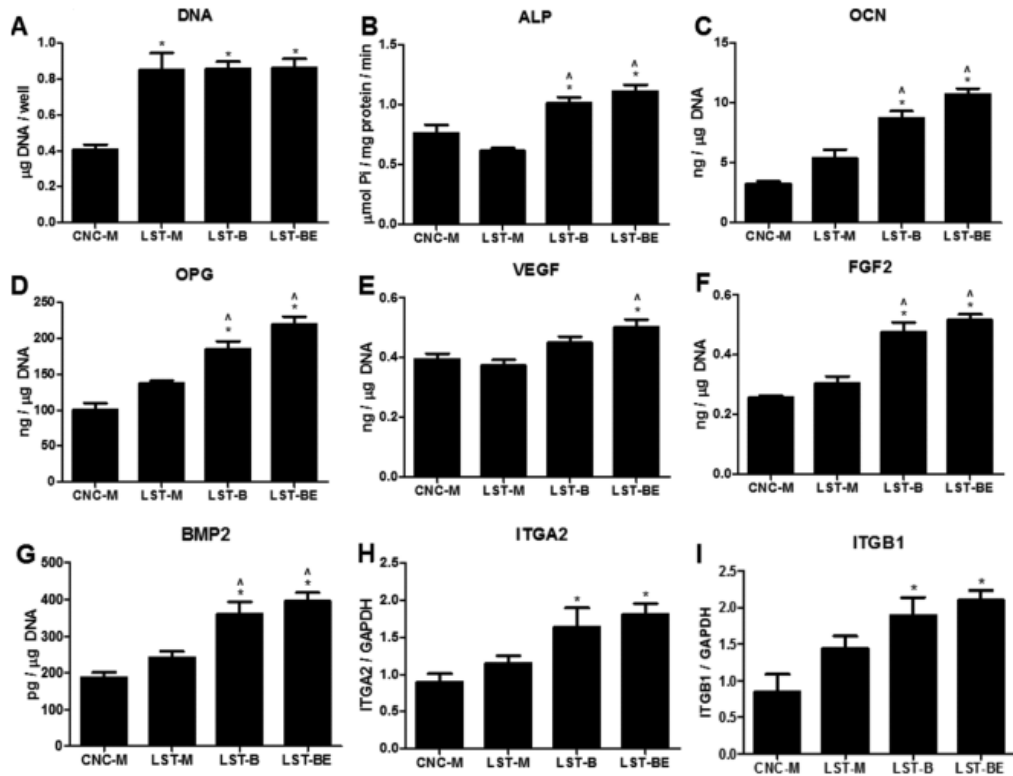 A DNA
µg DNA / well
1.0
0.8
0.6
0.4
0.2
0.0
* * *
CNC-M LST-M LST-B LST-BE
B ALP
µmol Pi / mg protein / min
1.5
1.0
0.5
0.0
^ ^
* *
CNC-M LST-M LST-B LST-BE
C OCN
ng / µg DNA
15
10
5
0
^ ^
* *
CNC-M LST-M LST-B LST-BE
D OPG
ng / µg DNA
250
200
150
100
50
0
^ ^
* *
CNC-M LST-M LST-B LST-BE
E VEGF
ng / µg DNA
0.6
0.4
0.2
0.0
^
*
CNC-M LST-M LST-B LST-BE
F FGF2
ng / µg DNA
0.6
0.4
0.2
0.0
^ ^
* *
CNC-M LST-M LST-B LST-BE
G BMP2
pg / µg DNA
500
400
300
200
100
0
^ ^
* *
CNC-M LST-M LST-B LST-BE
H ITGA2
ITGA2 / GAPDH
2.5
2.0
1.5
1.0
0.5
0.0
* *
CNC-M LST-M LST-B LST-BE
I ITGB1
ITGB1 / GAPDH
2.5
2.0
1.5
1.0
0.5
0.0
* *
CNC-M LST-M LST-B LST-BE